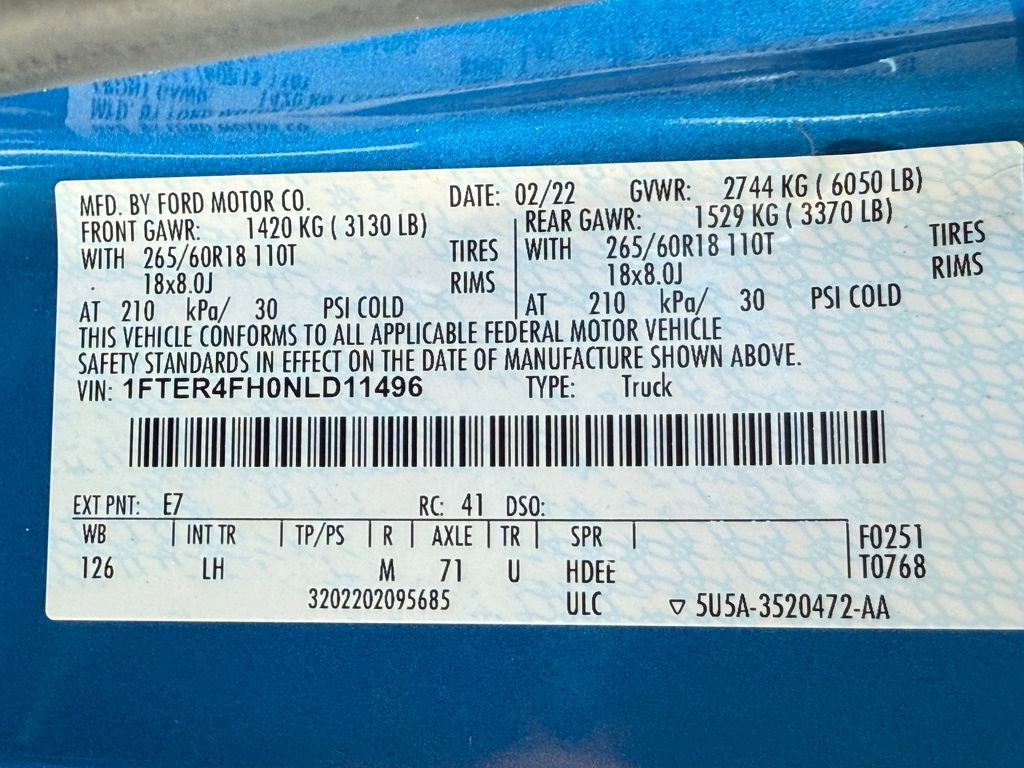 MFD. BY FORD MOTOR CO. DATE: 02/22 GVWR: 2744 KG ( 6050 LB)
FRONT GAWR: 1420 KG ( 3130 LB) REAR GAWR: 1529 KG ( 3370 LB)
WITH 265/60R18 110T TIRES WITH 265/60R18 110T TIRES
18x8.0J RIMS 18x8.0J RIMS
AT 210 kPa/ 30 PSI COLD AT 210 kPa/ 30 PSI COLD
THIS VEHICLE CONFORMS TO ALL APPLICABLE FEDERAL MOTOR VEHICLE
SAFETY STANDARDS IN EFFECT ON THE DATE OF MANUFACTURE SHOWN ABOVE.
VIN: 1FTER4FH0NLD11496 TYPE: Truck
EXT PNT: E7 RC: 41 DSO:
WB INT TR TP/PS R AXLE TR SPR F0251
126 LH M 71 U HDEE T0768
3202202095685 ULC ▽ 5U5A-3520472-AA